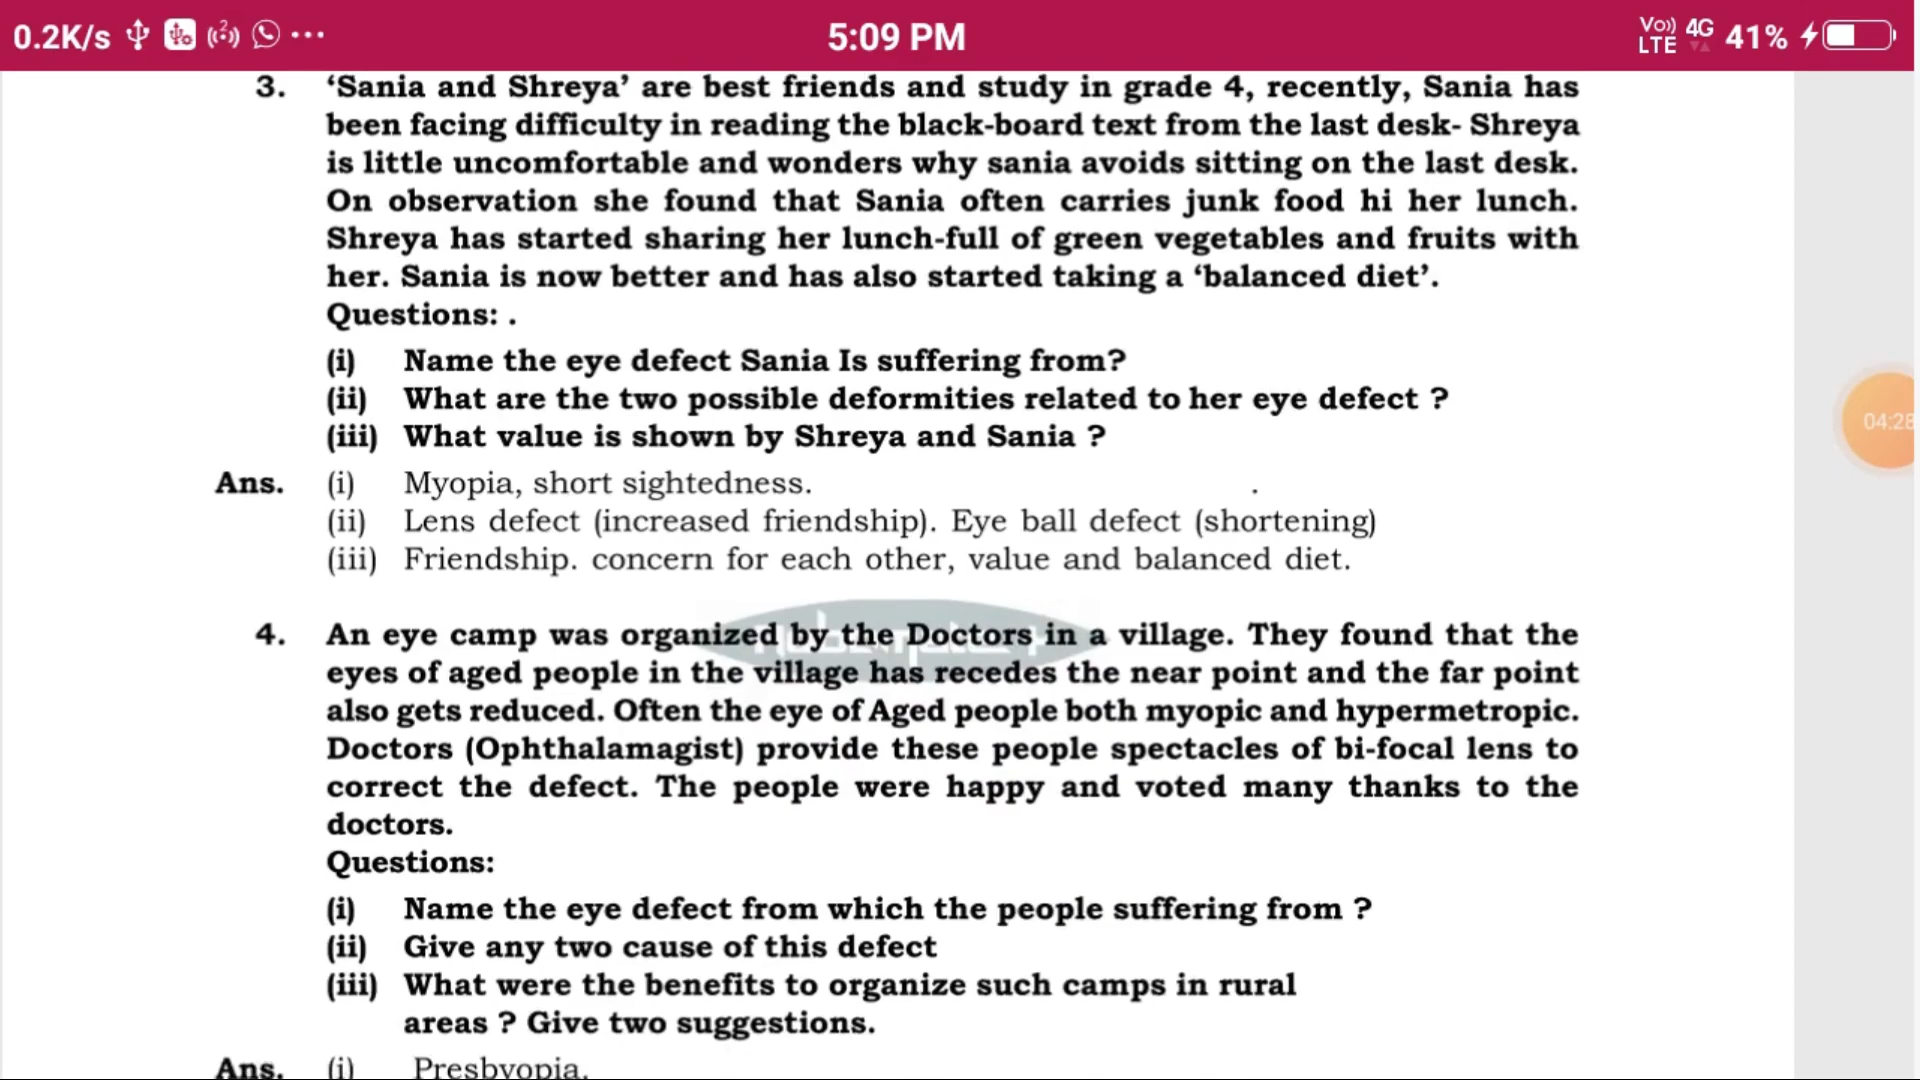 0.2K/s 5:09 PM Vo)) LTE 4G 41%
3. ‘Sania and Shreya’ are best friends and study in grade 4, recently, Sania has
been facing difficulty in reading the black-board text from the last desk- Shreya
is little uncomfortable and wonders why sania avoids sitting on the last desk.
On observation she found that Sania often carries junk food hi her lunch.
Shreya has started sharing her lunch-full of green vegetables and fruits with
her. Sania is now better and has also started taking a ‘balanced diet’.
Questions: .
(i) Name the eye defect Sania Is suffering from?
(ii) What are the two possible deformities related to her eye defect ?
04:28
(iii) What value is shown by Shreya and Sania ?
Ans. (i) Myopia, short sightedness. .
(ii) Lens defect (increased friendship). Eye ball defect (shortening)
(iii) Friendship. concern for each other, value and balanced diet.
4. An eye camp was organized by the Doctors in a village. They found that the
eyes of aged people in the village has recedes the near point and the far point
also gets reduced. Often the eye of Aged people both myopic and hypermetropic.
Doctors (Ophthalamagist) provide these people spectacles of bi-focal lens to
correct the defect. The people were happy and voted many thanks to the
doctors.
Questions:
(i) Name the eye defect from which the people suffering from ?
(ii) Give any two cause of this defect
(iii) What were the benefits to organize such camps in rural
areas ? Give two suggestions.
Ans. (i) Presbyopia.